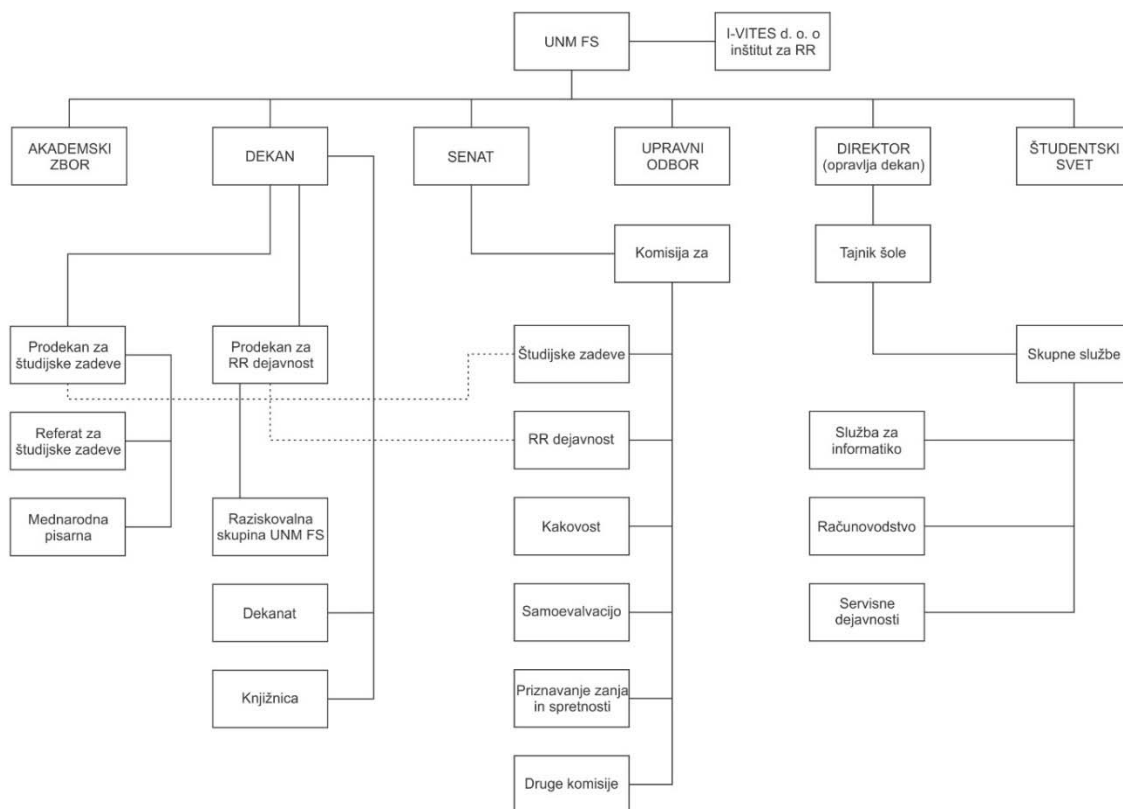 UNM FS
I-VITES d. o. o
inštitut za RR
AKADEMSKI
ZBOR
DEKAN
SENAT
UPRAVNI
ODBOR
DIREKTOR
(opravlja dekan)
ŠTUDENTSKI
SVET
Komisija za
Tajnik šole
Prodekan za
študijske zadeve
Prodekan za
RR dejavnost
Študijske zadeve
Skupne službe
Referat za
študijske zadeve
RR dejavnost
Služba za
informatiko
Mednarodna
pisarna
Raziskovalna
skupina UNM FS
Kakovost
Računovodstvo
Dekanat
Samoevalvacijo
Servisne
dejavnosti
Knjižnica
Priznavanje zanja
in spretnosti
Druge komisije